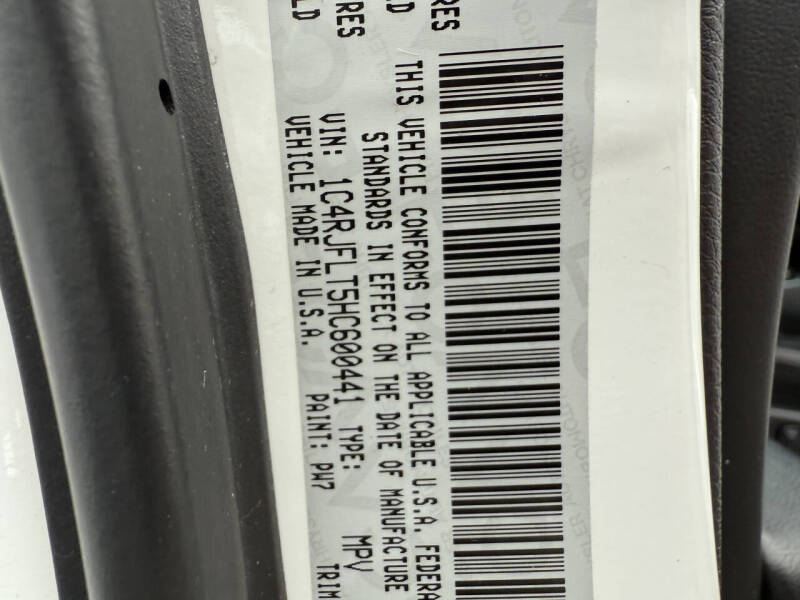 RES
LD
THIS VEHICLE CONFORMS TO ALL APPLICABLE U.S.A. FEDERA
STANDARDS IN EFFECT ON THE DATE OF MANUFACTURE
VIN: 1C4RJFLT5HC600441 TYPE: MPV
VEHICLE MADE IN U.S.A. PAINT: PW7 TRIM